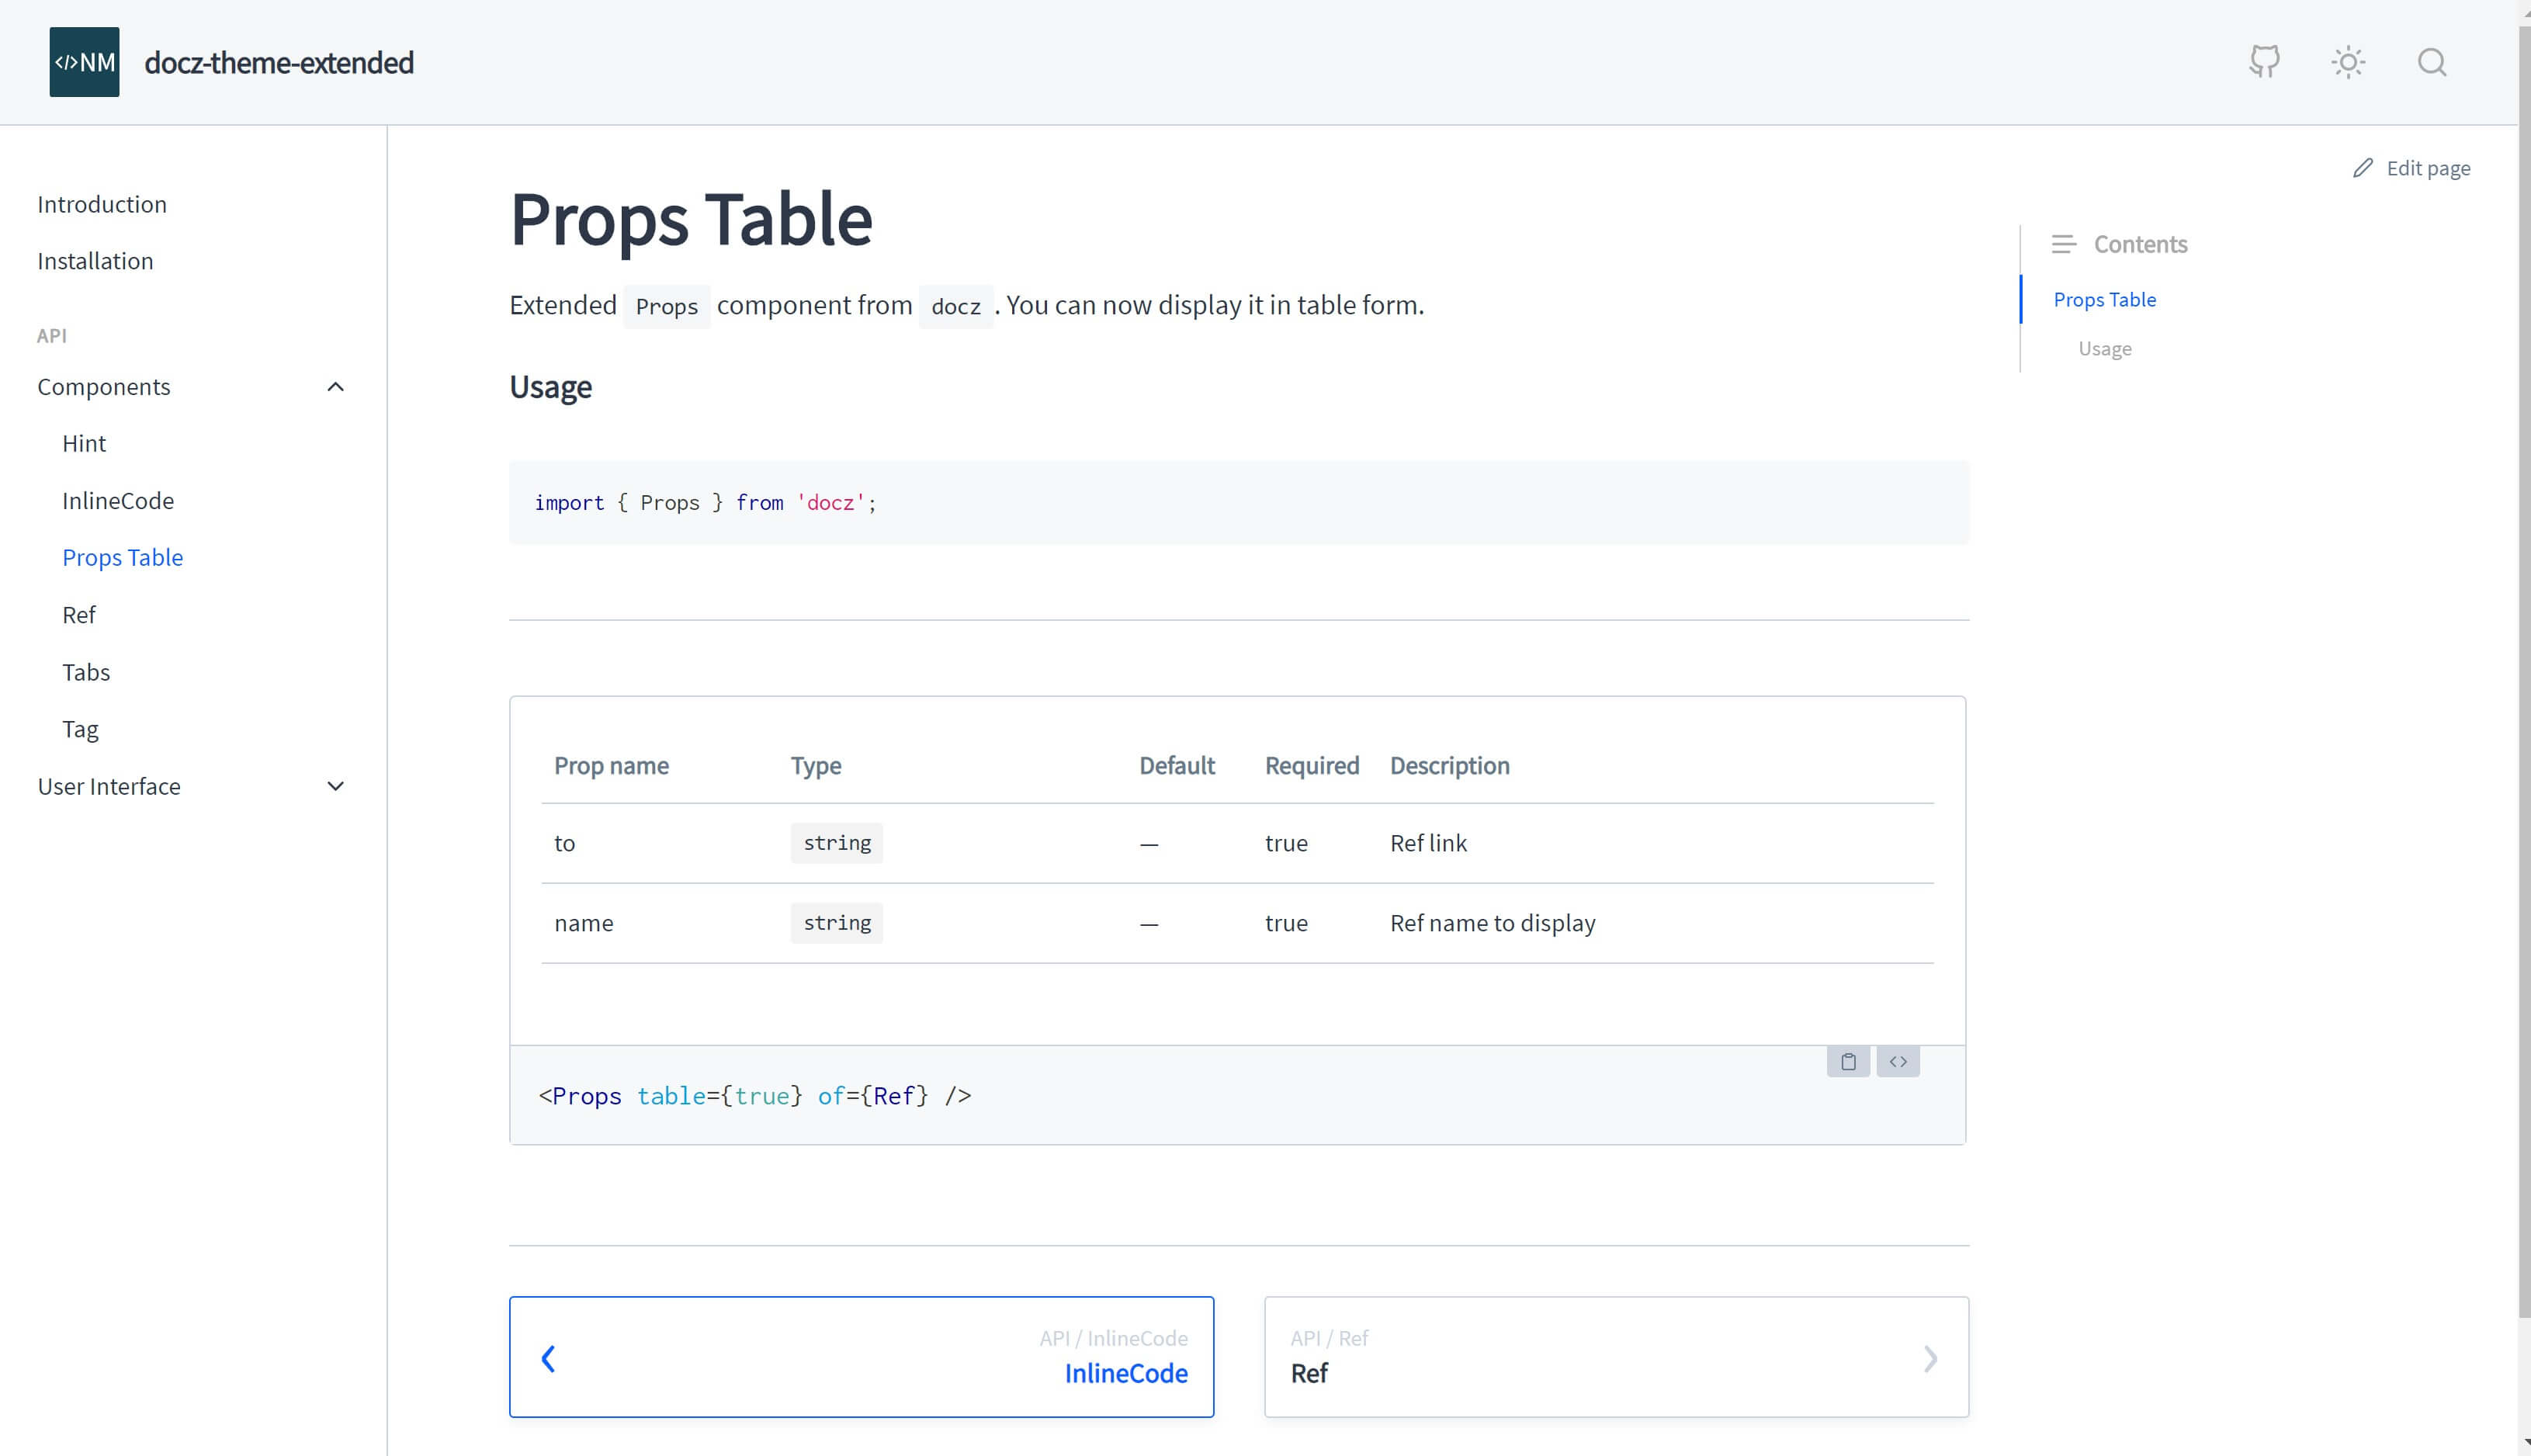 </>NM docz-theme-extended
Edit page
Introduction
Installation
API
Components
Hint
InlineCode
Props Table
Ref
Tabs
Tag
User Interface
Props Table
Extended Props component from docz. You can now display it in table form.
Usage
import { Props } from 'docz';
Prop name Type Default Required Description
to string — true Ref link
name string — true Ref name to display
<Props table={true} of={Ref} />
API / InlineCode
InlineCode
API / Ref
Ref
Contents
Props Table
Usage